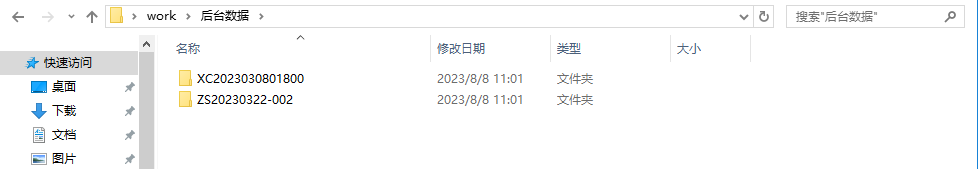 work 后台数据
搜索"后台数据"
名称 修改日期 类型 大小
快速访问
桌面
下载
文档
图片
XC2023030801800 2023/8/8 11:01 文件夹
ZS20230322-002 2023/8/8 11:01 文件夹